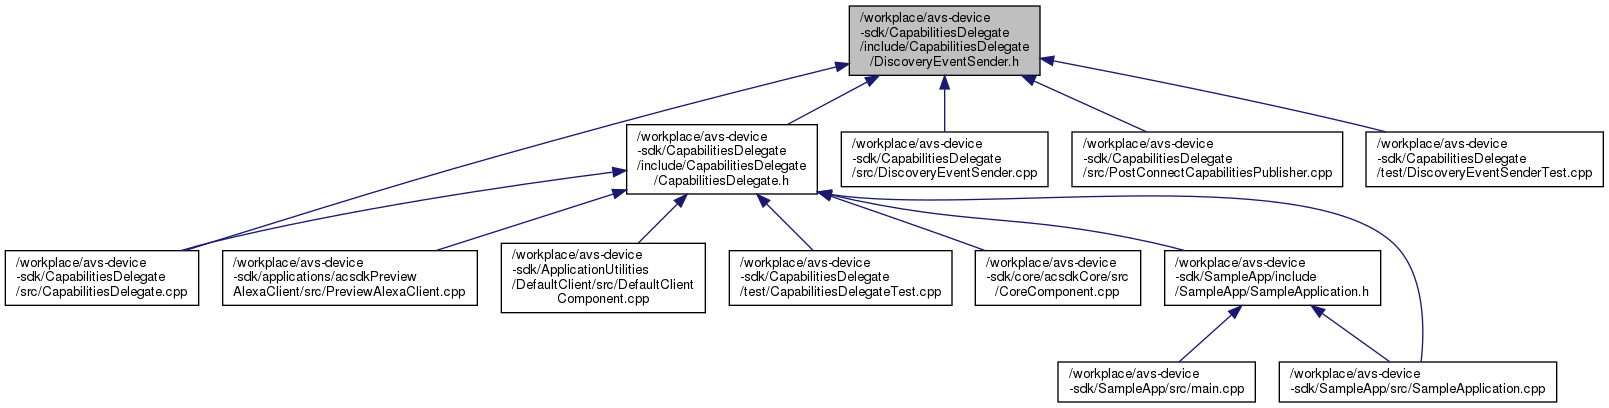 /workplace/avs-device
-sdk/CapabilitiesDelegate
/include/CapabilitiesDelegate
/DiscoveryEventSender.h
/workplace/avs-device
-sdk/CapabilitiesDelegate
/include/CapabilitiesDelegate
/CapabilitiesDelegate.h
/workplace/avs-device
-sdk/CapabilitiesDelegate
/src/DiscoveryEventSender.cpp
/workplace/avs-device
-sdk/CapabilitiesDelegate
/src/PostConnectCapabilitiesPublisher.cpp
/workplace/avs-device
-sdk/CapabilitiesDelegate
/test/DiscoveryEventSenderTest.cpp
/workplace/avs-device
-sdk/CapabilitiesDelegate
/src/CapabilitiesDelegate.cpp
/workplace/avs-device
-sdk/applications/acsdkPreview
AlexaClient/src/PreviewAlexaClient.cpp
/workplace/avs-device
-sdk/ApplicationUtilities
/DefaultClient/src/DefaultClient
Component.cpp
/workplace/avs-device
-sdk/CapabilitiesDelegate
/test/CapabilitiesDelegateTest.cpp
/workplace/avs-device
-sdk/core/acsdkCore/src
/CoreComponent.cpp
/workplace/avs-device
-sdk/SampleApp/include
/SampleApp/SampleApplication.h
/workplace/avs-device
-sdk/SampleApp/src/main.cpp
/workplace/avs-device
-sdk/SampleApp/src/SampleApplication.cpp